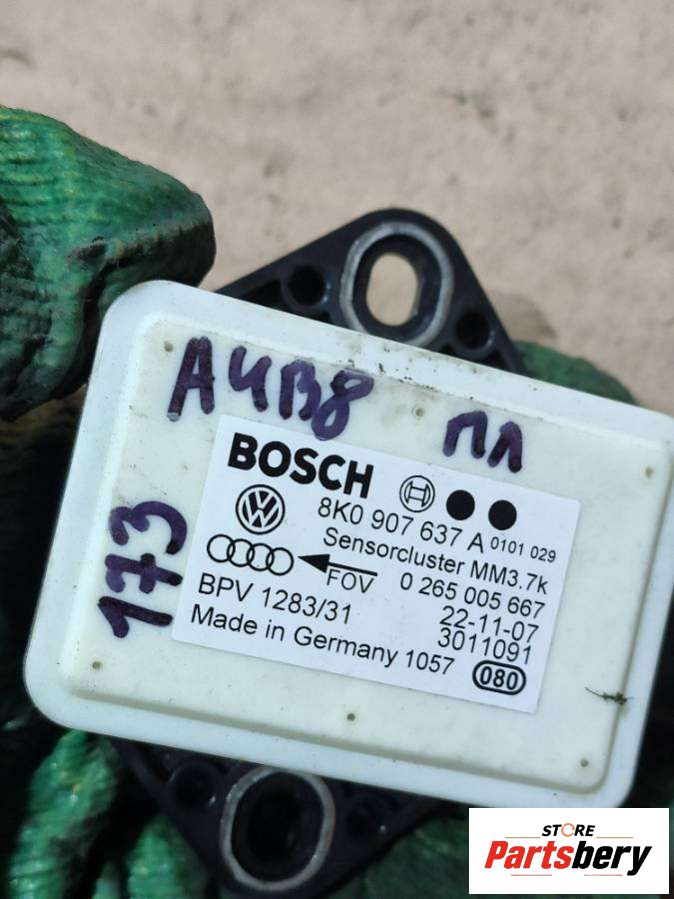 А4В8 пл
173
BOSCH
8K0 907 637 A 0101 029
Sensorcluster MM3.7k
FOV 0 265 005 667
BPV 1283/31 22-11-07
3011091
Made in Germany 1057 080
STORE
Partsbery